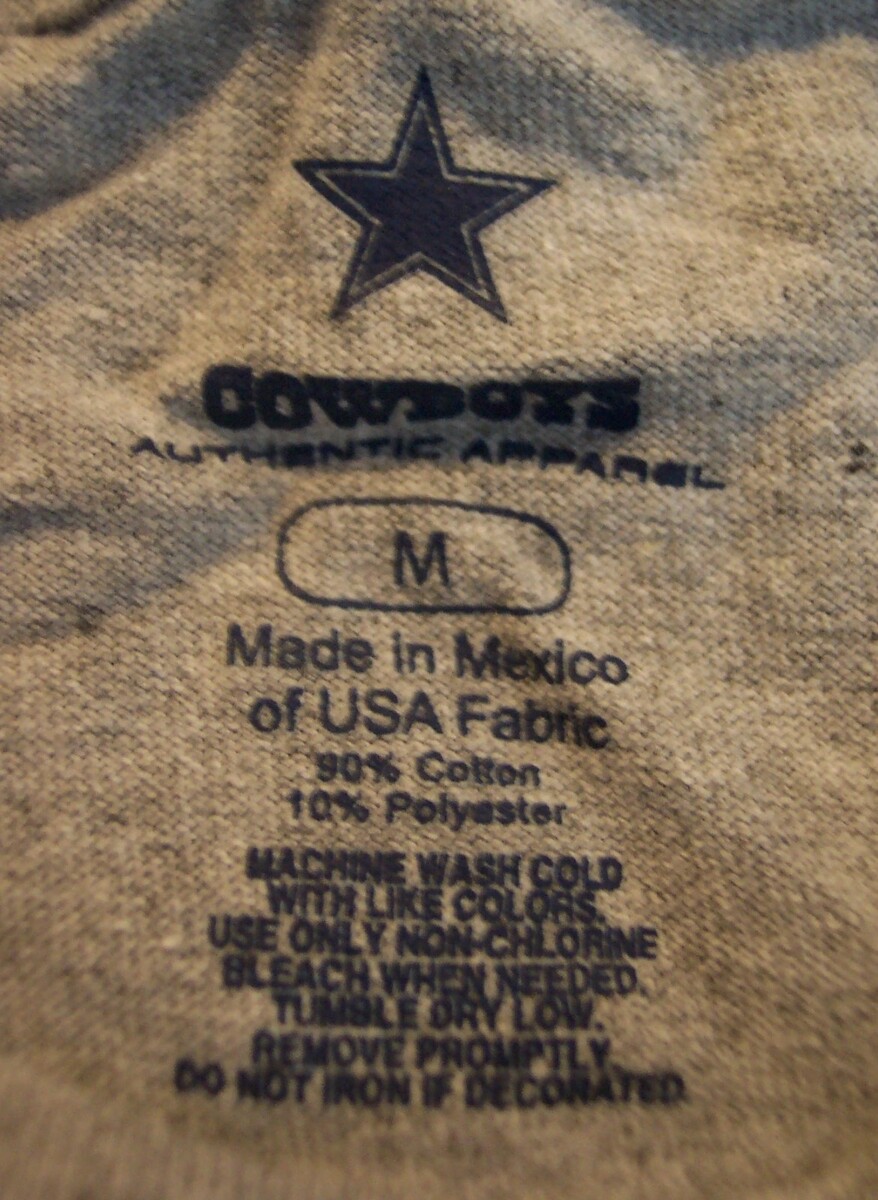 COWBOYS
AUTHENTIC APPAREL
M
Made in Mexico
of USA Fabric
90% Cotton
10% Polyester
MACHINE WASH COLD
WITH LIKE COLORS.
USE ONLY NON-CHLORINE
BLEACH WHEN NEEDED.
TUMBLE DRY LOW.
REMOVE PROMPTLY.
DO NOT IRON IF DECORATED.